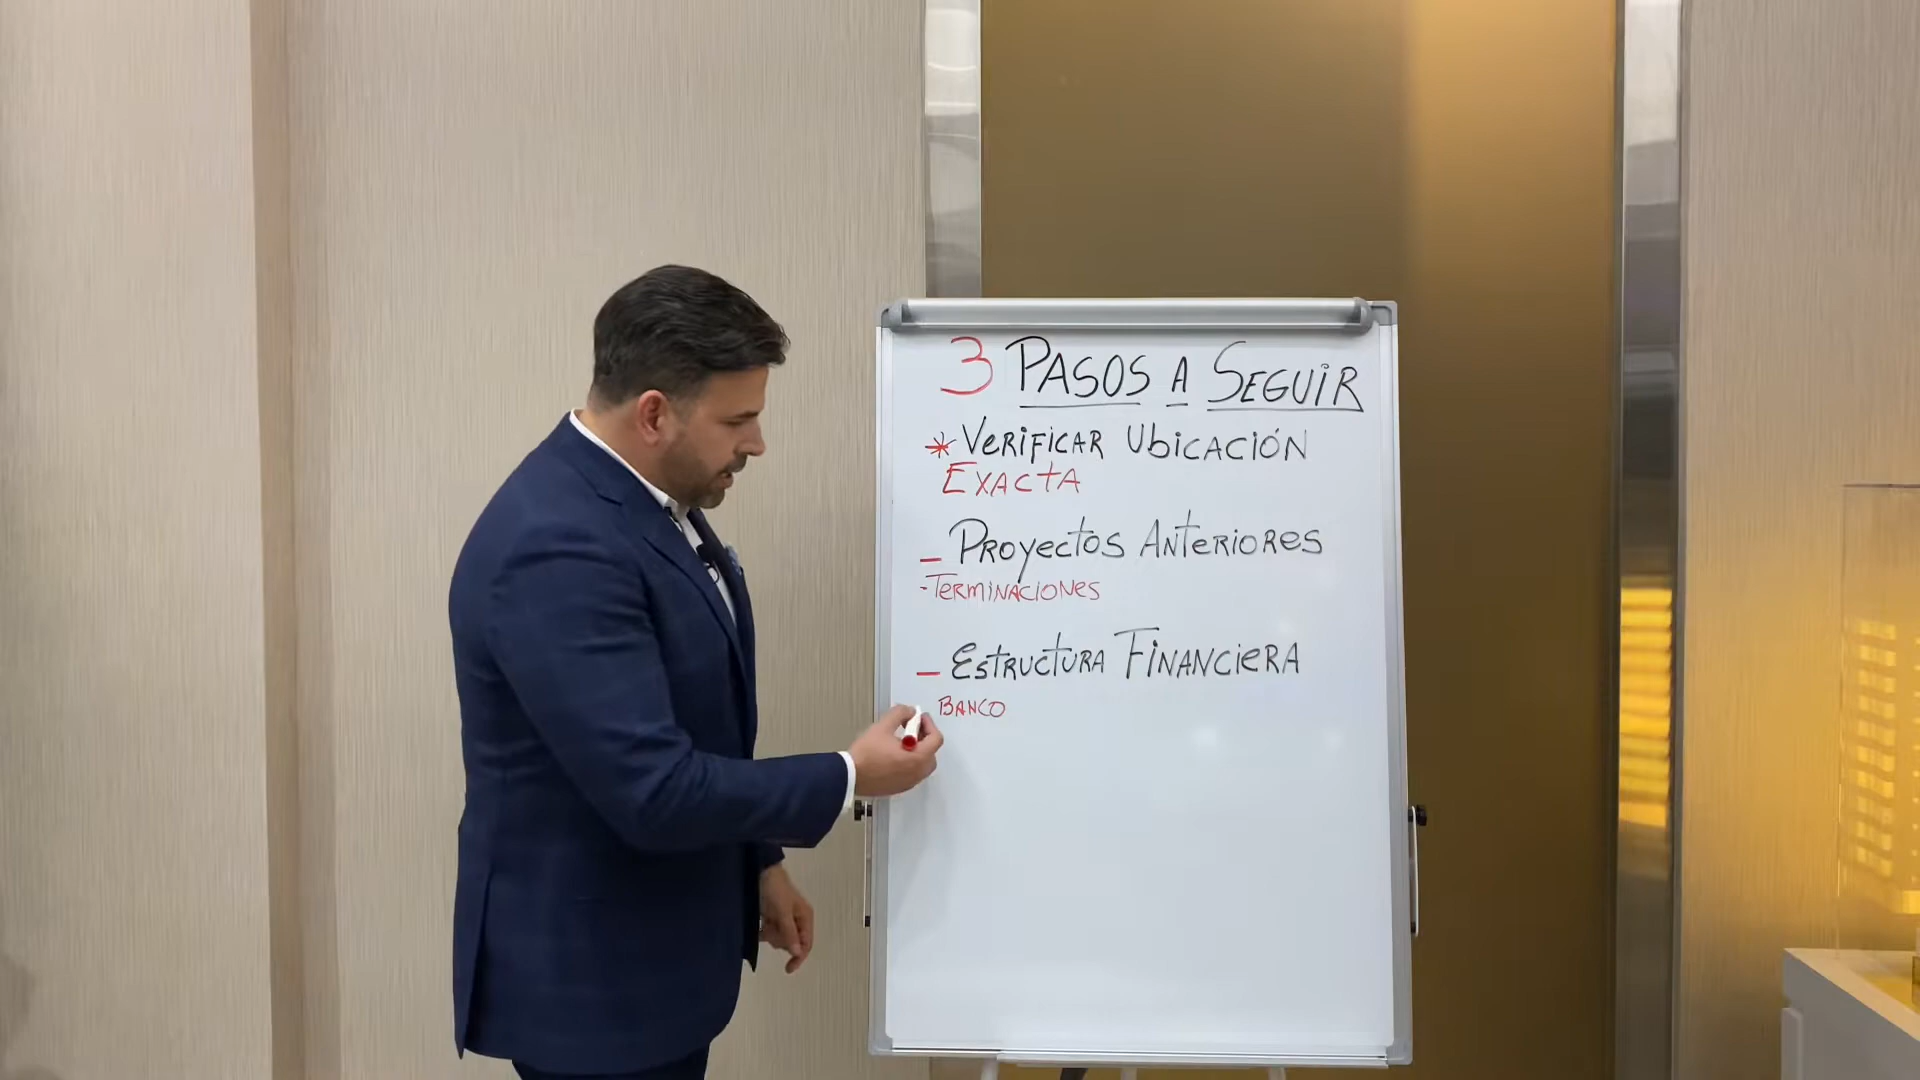 3 PASOS A SEGUIR
* VERIFICAR UBICACIÓN
EXACTA
- PROYECTOS ANTERIORES
- TERMINACIONES
- ESTRUCTURA FINANCIERA
BANCO